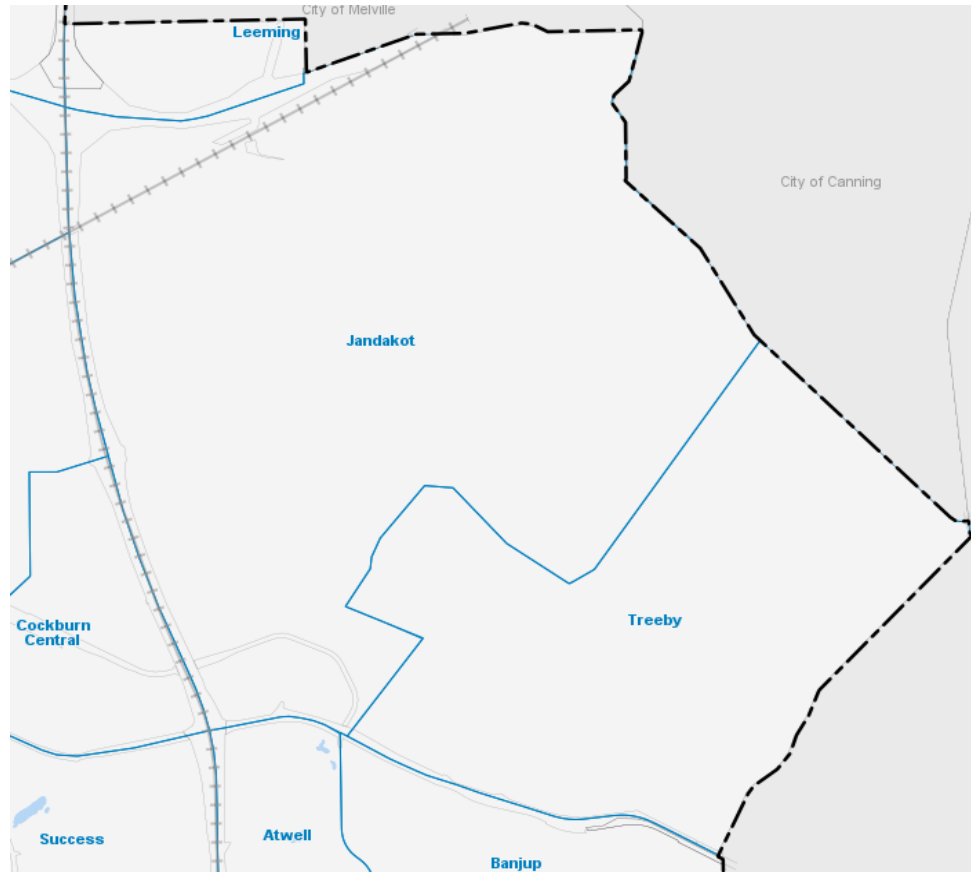 City of Melville
Leeming
City of Canning
Jandakot
Treeby
Cockburn
Central
Success
Atwell
Banjup